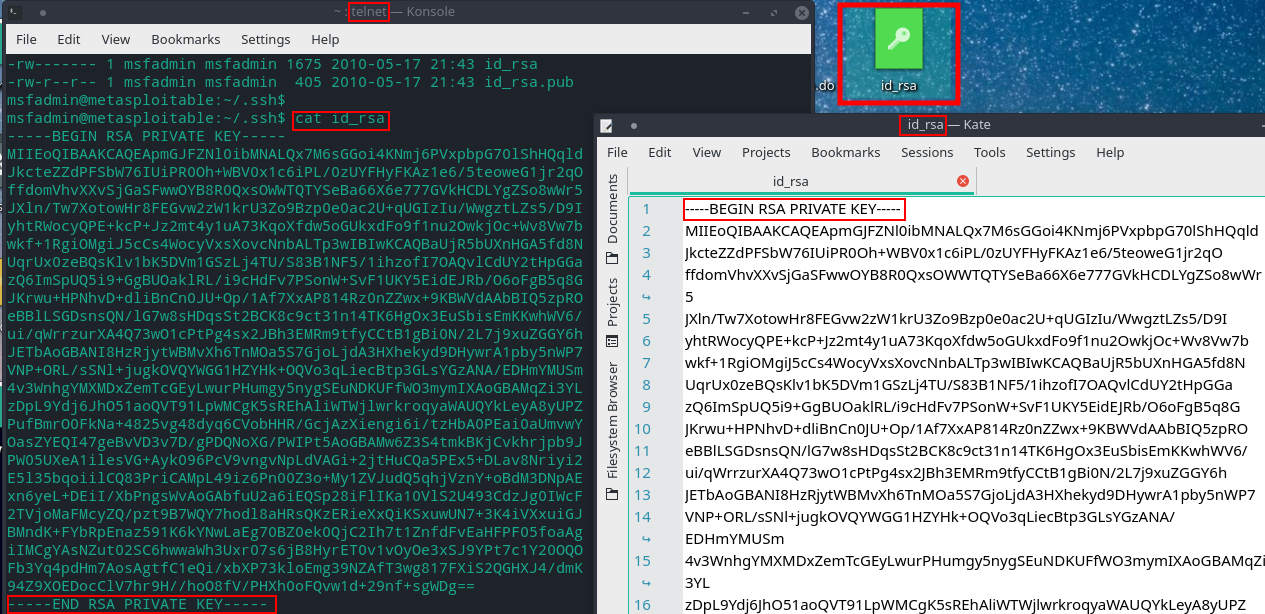 ~ : telnet — Konsole
File Edit View Bookmarks Settings Help
-rw------- 1 msfadmin msfadmin 1675 2010-05-17 21:43 id_rsa
-rw-r--r-- 1 msfadmin msfadmin  405 2010-05-17 21:43 id_rsa.pub
msfadmin@metasploitable:~/.ssh$
msfadmin@metasploitable:~/.ssh$ cat id_rsa
-----BEGIN RSA PRIVATE KEY-----
MIIEoQIBAAKCAQEApmGJFZNl0ibMNALQx7M6sGGoi4KNmj6PVxpbpG70lShHQqld
JkcteZZdPFSbW76IUiPR0Oh+WBV0x1c6iPL/0zUYFHyFKAz1e6/5teoweG1jr2qO
ffdomVhvXXvSjGaSFwwOYB8R0QxsOWWTQTYSeBa66X6e777GVkHCDLYgZSo8wWr5
JXln/Tw7XotowHr8FEGvw2zW1krU3Zo9Bzp0e0ac2U+qUGIzIu/WwgztLZs5/D9I
yhtRWocyQPE+kcP+Jz2mt4y1uA73KqoXfdw5oGUkxdFo9f1nu2OwkjOc+Wv8Vw7b
wkf+1RgiOMgiJ5cCs4WocyVxsXovcNnbALTp3wIBIwKCAQBaUjR5bUXnHGA5fd8N
UqrUx0zeBQsKlv1bK5DVm1GSzLj4TU/S83B1NF5/1ihzofI7OAQvlCdUY2tHpGGa
zQ6ImSpUQ5i9+GgBUOaklRL/i9cHdFv7PSonW+SvF1UKY5EidEJRb/O6oFgB5q8G
JKrwu+HPNhvD+dliBnCn0JU+Op/1Af7XxAP814Rz0nZZwx+9KBWVdAAbBIQ5zpRO
eBBlLSGDsnsQN/lG7w8sHDqsSt2BCK8c9ct31n14TK6HgOx3EuSbisEmKKwhWV6/
ui/qWrrzurXA4Q73wO1cPtPg4sx2JBh3EMRm9tfyCCtB1gBi0N/2L7j9xuZGGY6h
JETbAoGBANI8HzRjytWBMvXh6TnMOa5S7GjoLjdA3HXhekyd9DHywrA1pby5nWP7
VNP+ORL/sSNl+jugkOVQYWGG1HZYHk+OQVo3qLiecBtp3GLsYGzANA/EDHmYMUSm
4v3WnhgYMXMDxZemTcGEyLwurPHumgy5nygSEuNDKUFfWO3mymIXAoGBAMqZi3YL
zDpL9Ydj6JhO51aoQVT91LpWMCgK5sREhAliWTWjlwrkroqyaWAUQYkLeyA8yUPZ
PufBmrO0FkNa+4825vg48dyq6CVobHHR/GcjAzXiengi6i/tzHbA0PEai0aUmvwY
OasZYEQI47geBvVD3v7D/gPDQNoXG/PWIPt5AoGBAMw6Z3S4tmkBKjCvkhrjpb9J
PW05UXeA1ilesVG+AykO96PcV9vngvNpLdVAGi+2jtHuCQa5PEx5+DLav8Nriyi2
E5l35bqoiilCQ83PriCAMpL49iz6Pn00Z3o+My1ZVJudQ5qhjVznY+oBdM3DNpAE
xn6yeL+DEiI/XbPngsWvAoGAbfuU2a6iEQSp28iFlIKa10VlS2U493CdzJg0IWcF
2TVjoMaFMcyZQ/pzt9B7WQY7hodl8aHRsQKzERieXxQiKSxuwUN7+3K4iVXxuiGJ
BMndK+FYbRpEnaz591K6kYNwLaEg70BZ0ekOQjC2Ih7t1ZnfdFvEaHFPF05foaAg
iIMCgYAsNZut02SC6hwwaWh3Uxr07s6jB8HyrET0v1vOyOe3xSJ9YPt7c1Y20OQO
Fb3Yq4pdHm7AosAgtfC1eQi/xbXP73kloEmg39NZAfT3wg817FXiS2QGHXJ4/dmK
94Z9XOEDocClV7hr9H//hoO8fV/PHXh0oFQvw1d+29nf+sgWDg==
-----END RSA PRIVATE KEY-----
.do
id_rsa
id_rsa — Kate
File Edit View Projects Bookmarks Sessions Tools Settings Help
id_rsa
Documents
Projects
Filesystem Browser
1 -----BEGIN RSA PRIVATE KEY-----
2 MIIEoQIBAAKCAQEApmGJFZNl0ibMNALQx7M6sGGoi4KNmj6PVxpbpG70lShHQqld
3 JkcteZZdPFSbW76IUiPR0Oh+WBV0x1c6iPL/0zUYFHyFKAz1e6/5teoweG1jr2qO
4 ffdomVhvXXvSjGaSFwwOYB8R0QxsOWWTQTYSeBa66X6e777GVkHCDLYgZSo8wWr
5
5 JXln/Tw7XotowHr8FEGvw2zW1krU3Zo9Bzp0e0ac2U+qUGIzIu/WwgztLZs5/D9I
6 yhtRWocyQPE+kcP+Jz2mt4y1uA73KqoXfdw5oGUkxdFo9f1nu2OwkjOc+Wv8Vw7b
7 wkf+1RgiOMgiJ5cCs4WocyVxsXovcNnbALTp3wIBIwKCAQBaUjR5bUXnHGA5fd8N
8 UqrUx0zeBQsKlv1bK5DVm1GSzLj4TU/S83B1NF5/1ihzofI7OAQvlCdUY2tHpGGa
9 zQ6ImSpUQ5i9+GgBUOaklRL/i9cHdFv7PSonW+SvF1UKY5EidEJRb/O6oFgB5q8G
10 JKrwu+HPNhvD+dliBnCn0JU+Op/1Af7XxAP814Rz0nZZwx+9KBWVdAAbBIQ5zpRO
11 eBBlLSGDsnsQN/lG7w8sHDqsSt2BCK8c9ct31n14TK6HgOx3EuSbisEmKKwhWV6/
12 ui/qWrrzurXA4Q73wO1cPtPg4sx2JBh3EMRm9tfyCCtB1gBi0N/2L7j9xuZGGY6h
13 JETbAoGBANI8HzRjytWBMvXh6TnMOa5S7GjoLjdA3HXhekyd9DHywrA1pby5nWP7
14 VNP+ORL/sSNl+jugkOVQYWGG1HZYHk+OQVo3qLiecBtp3GLsYGzANA/
EDHmYMUSm
15 4v3WnhgYMXMDxZemTcGEyLwurPHumgy5nygSEuNDKUFfWO3mymIXAoGBAMqZi
3YL
16 zDpL9Ydj6JhO51aoQVT91LpWMCgK5sREhAliWTWjlwrkroqyaWAUQYkLeyA8yUPZ